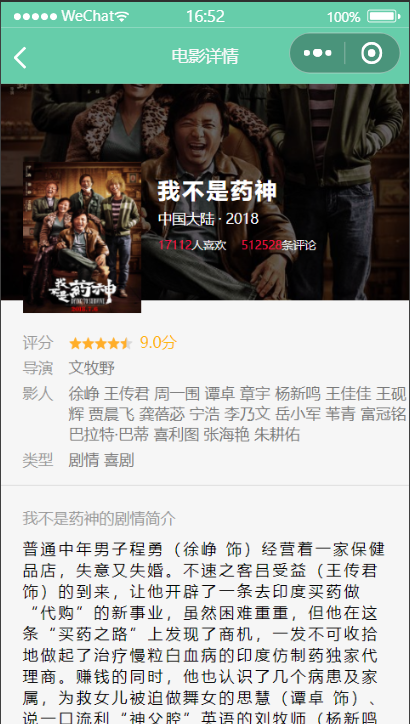 WeChat 16:52 100%
电影详情
我不是药神
中国大陆 · 2018
17112人喜欢 512528条评论
我不是药神
评分 9.0分
导演 文牧野
影人 徐峥 王传君 周一围 谭卓 章宇 杨新鸣 王佳佳 王砚
辉 贾晨飞 龚蓓苾 宁浩 李乃文 岳小军 苇青 富冠铭
巴拉特·巴蒂 喜利图 张海艳 朱耕佑
类型 剧情 喜剧
我不是药神的剧情简介
普通中年男子程勇（徐峥 饰）经营着一家保健
品店，失意又失婚。不速之客吕受益（王传君
饰）的到来，让他开辟了一条去印度买药做
“代购”的新事业，虽然困难重重，但他在这
条“买药之路”上发现了商机，一发不可收拾
地做起了治疗慢粒白血病的印度仿制药独家代
理商。赚钱的同时，他也认识了几个病患及家
属，为救女儿被迫做舞女的思慧（谭卓 饰）、
说一口流利“神父腔”英语的刘牧师（杨新鸣